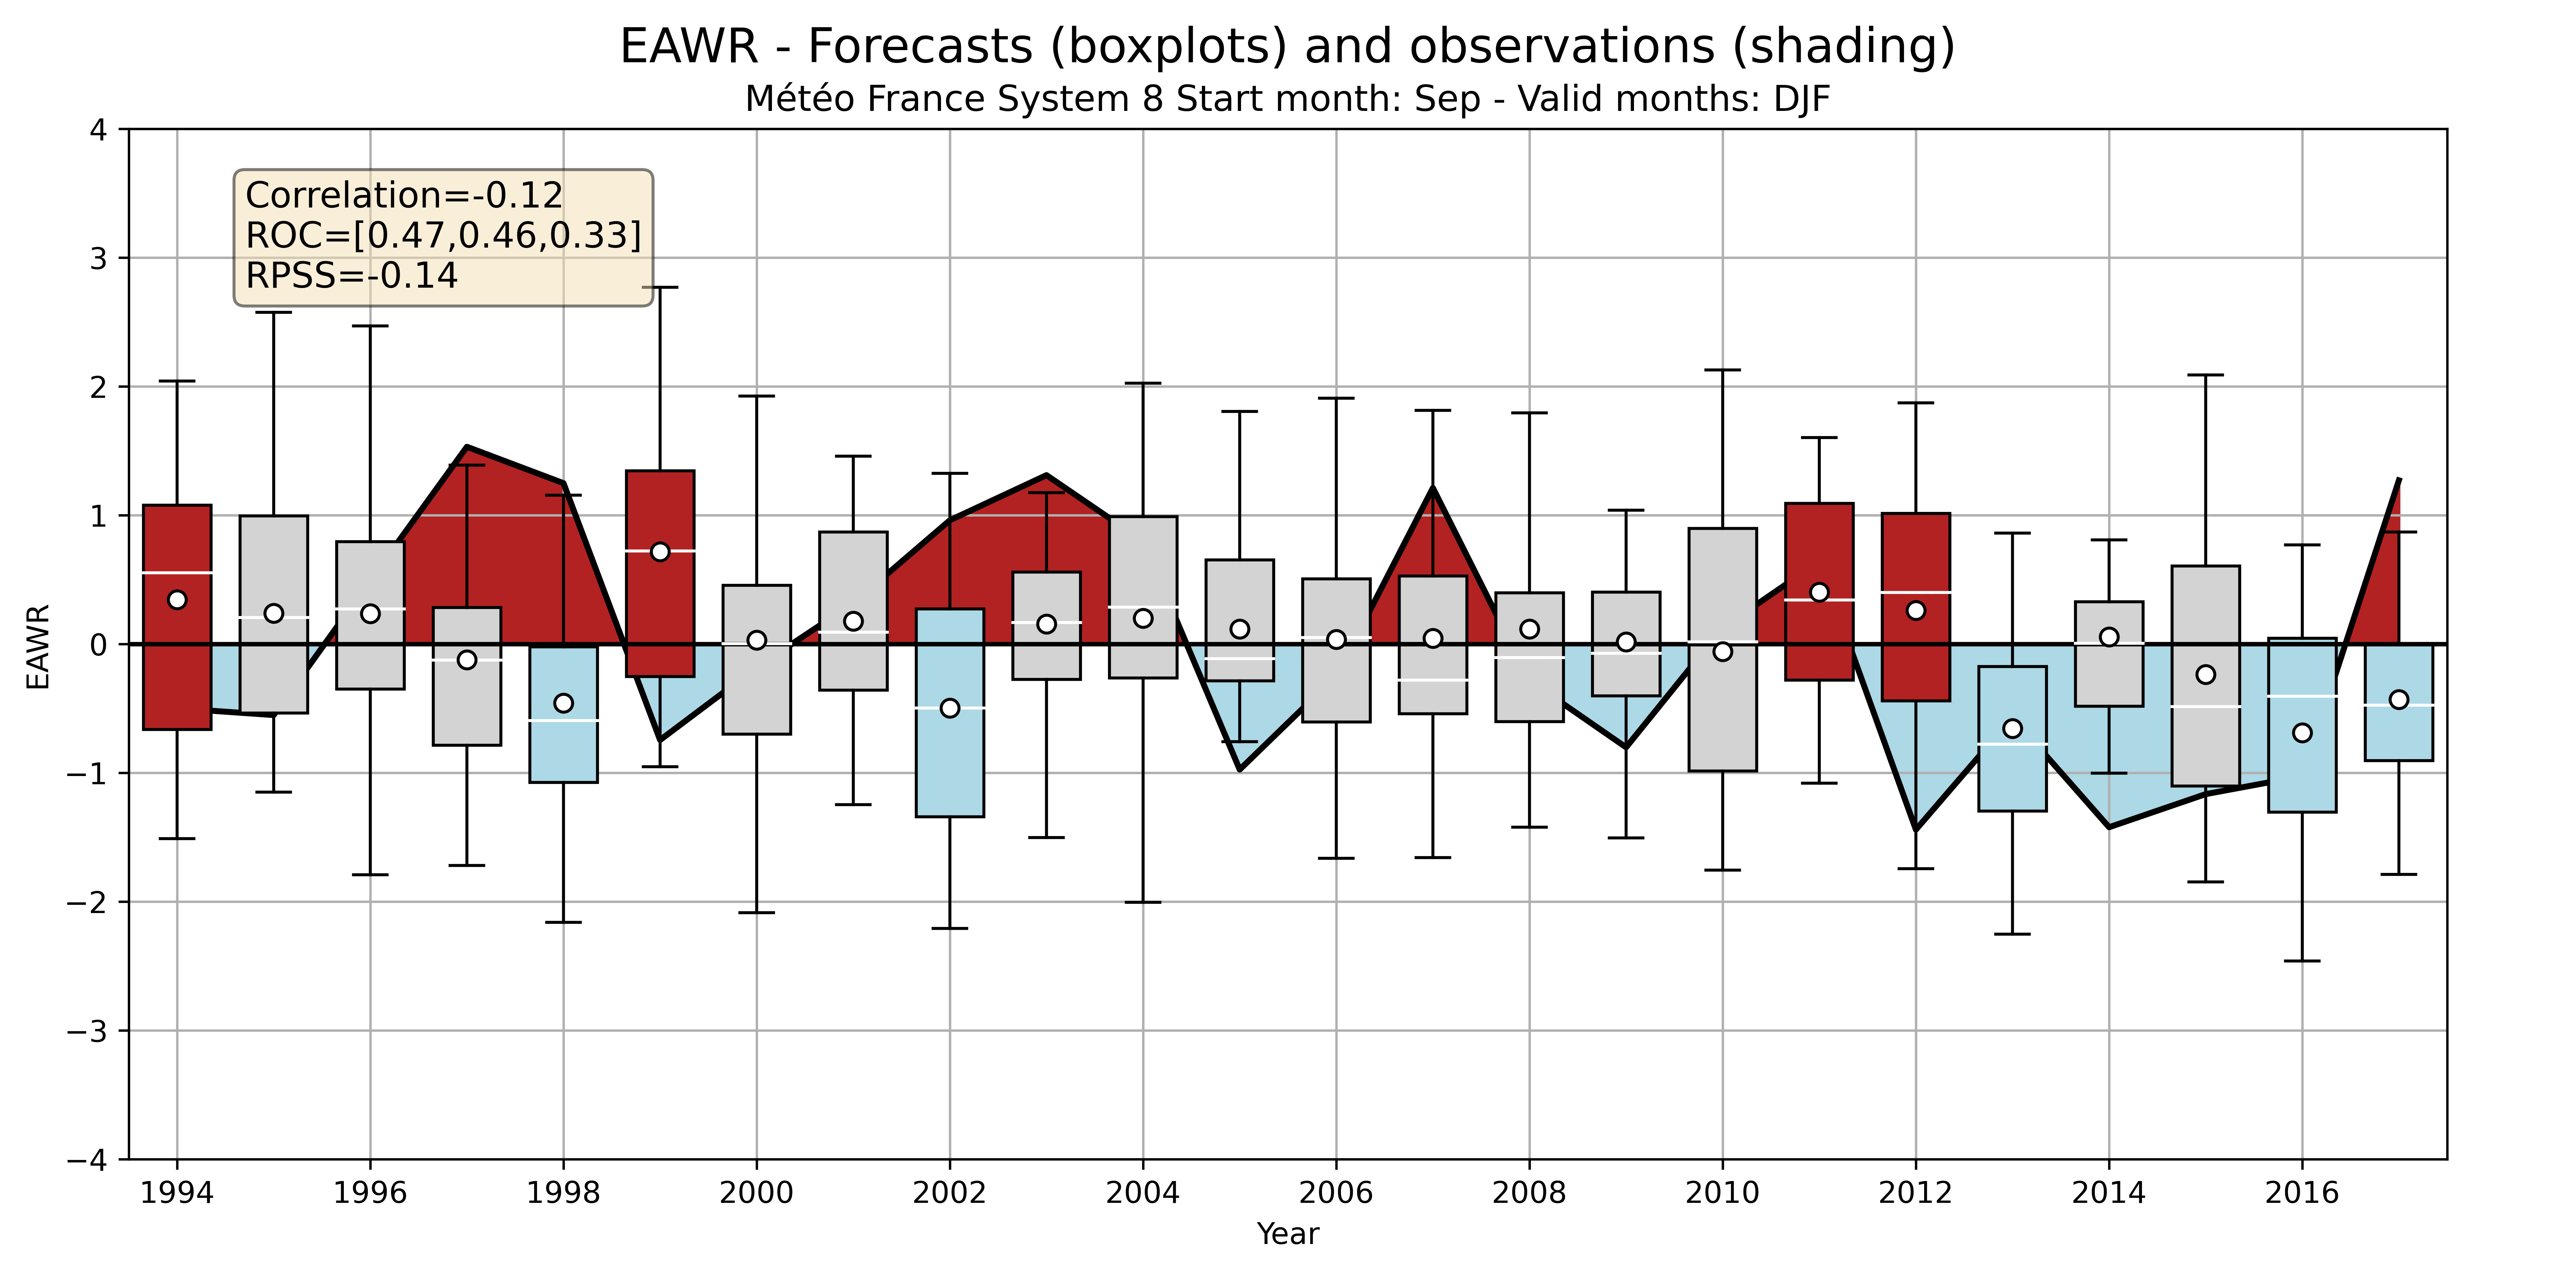 EAWR - Forecasts (boxplots) and observations (shading)
Météo France System 8 Start month: Sep - Valid months: DJF
Correlation=-0.12
ROC=[0.47,0.46,0.33]
RPSS=-0.14
EAWR
4
3
2
1
0
−1
−2
−3
−4
1994 1996 1998 2000 2002 2004 2006 2008 2010 2012 2014 2016
Year